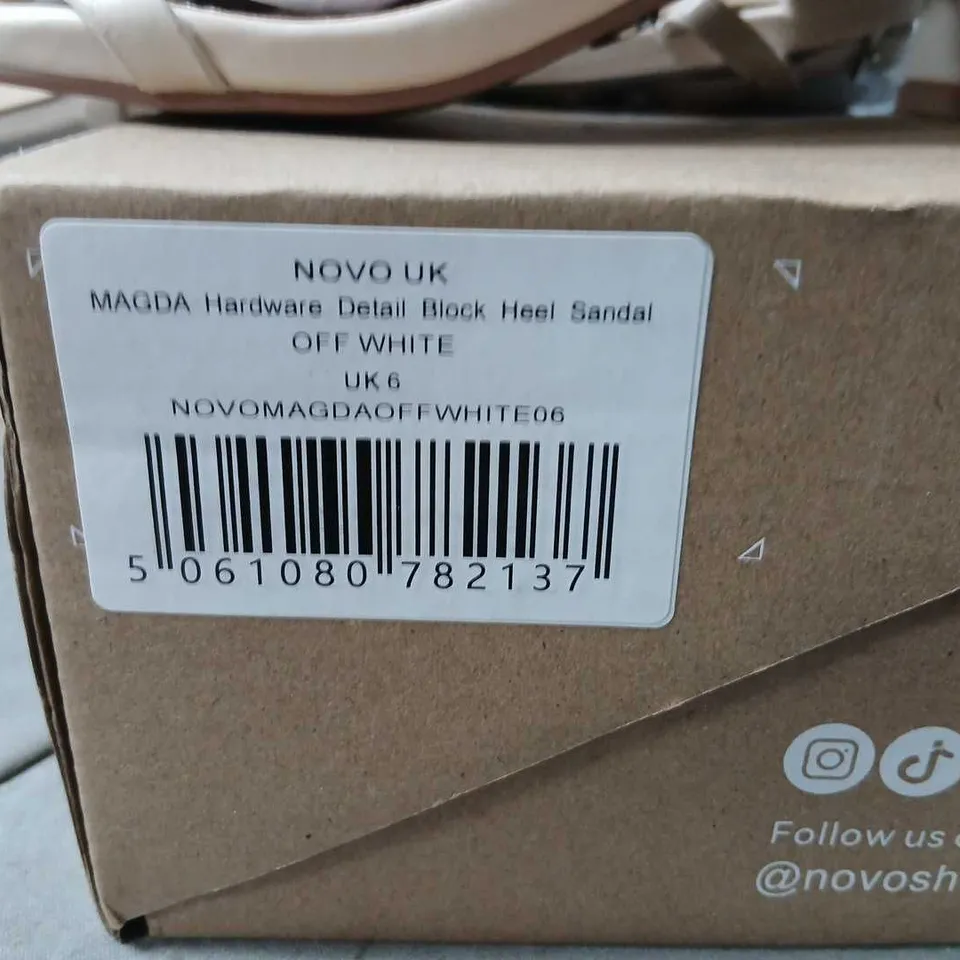 NOVO UK
MAGDA Hardware Detail Block Heel Sandal
OFF WHITE
UK 6
NOVOMAGDAOFFWHITE06
5 061080 782137
Follow us
@novosh